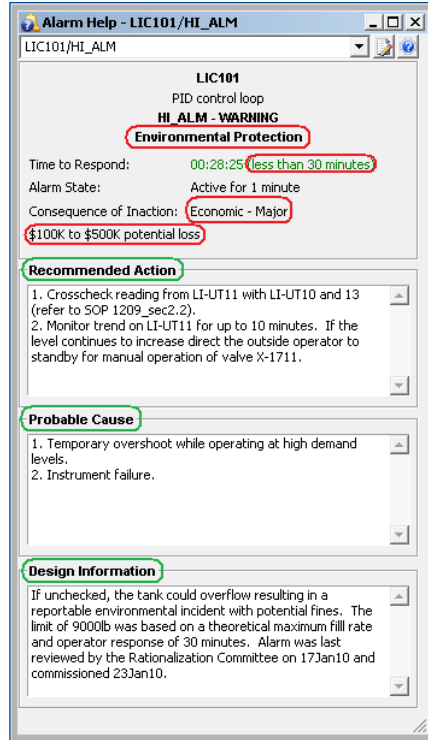 Alarm Help - LIC101/HI_ALM
LIC101/HI_ALM
LIC101
PID control loop
HI_ALM - WARNING
Environmental Protection
Time to Respond: 00:28:25 (less than 30 minutes)
Alarm State: Active for 1 minute
Consequence of Inaction: Economic - Major
$100K to $500K potential loss
Recommended Action
1. Crosscheck reading from LI-UT11 with LI-UT10 and 13
(refer to SOP 1209_sec2.2).
2. Monitor trend on LI-UT11 for up to 10 minutes. If the
level continues to increase direct the outside operator to
standby for manual operation of valve X-1711.
Probable Cause
1. Temporary overshoot while operating at high demand
levels.
2. Instrument failure.
Design Information
If unchecked, the tank could overflow resulting in a
reportable environmental incident with potential fines. The
limit of 9000lb was based on a theoretical maximum filll rate
and operator response of 30 minutes. Alarm was last
reviewed by the Rationalization Committee on 17Jan10 and
commissioned 23Jan10.